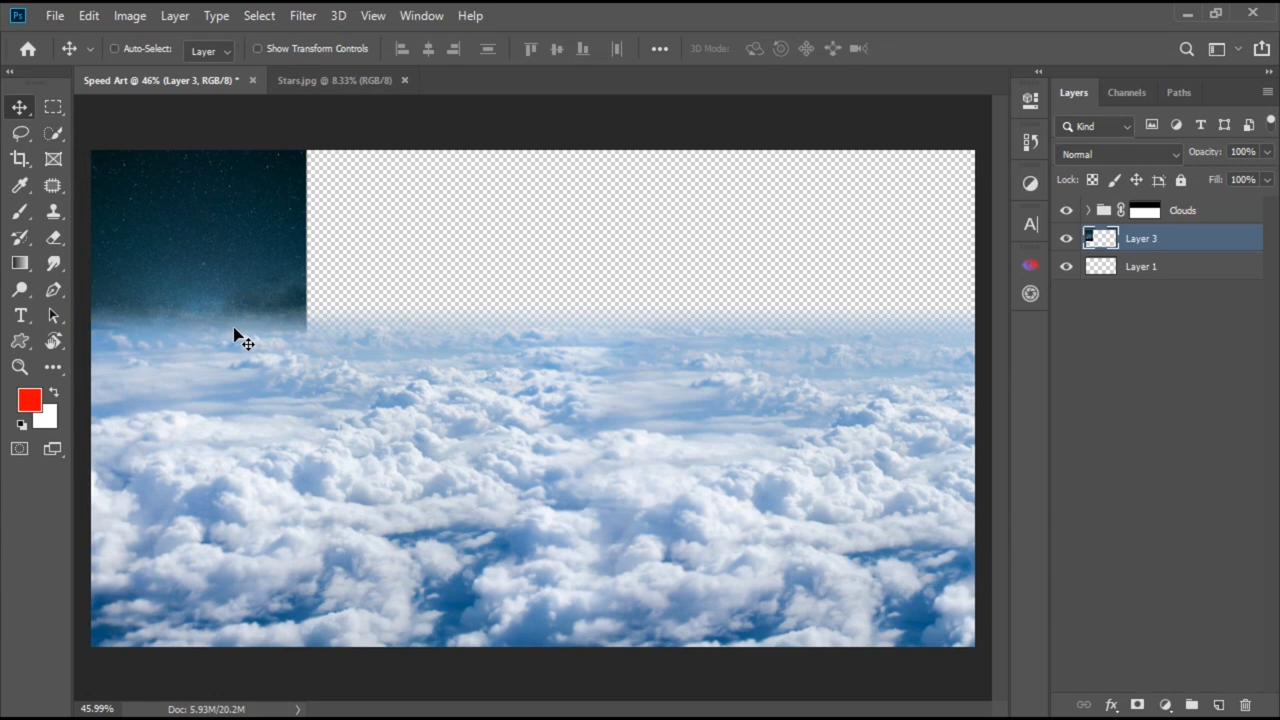 Ps File Edit Image Layer Type Select Filter 3D View Window Help
Auto-Select: Layer Show Transform Controls 3D Mode:
Speed Art @ 46% (Layer 3, RGB/8) * Stars.jpg @ 8.33% (RGB/8)
Layers Channels Paths
Kind
Normal Opacity: 100%
Lock: Fill: 100%
Clouds
Layer 3
Layer 1
45.99% Doc: 5.93M/20.2M